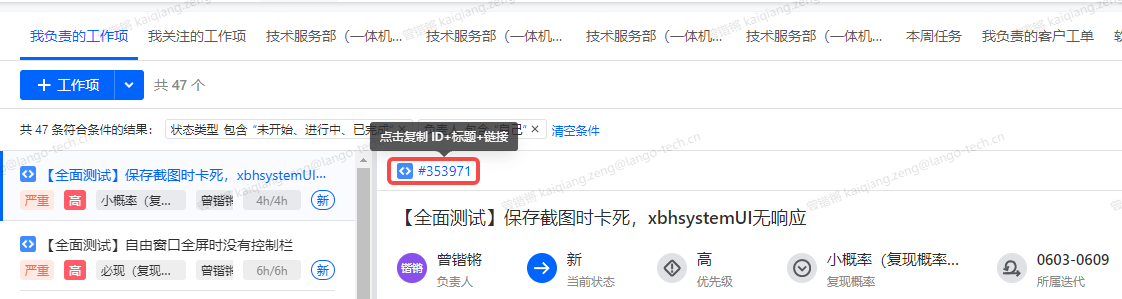 我负责的工作项 我关注的工作项 技术服务部（一体机... 技术服务部（一体机... 技术服务部（一体机... 技术服务部（一体机... 本周任务 我负责的客户工单
＋ 工作项 共 47 个
共 47 条符合条件的结果： 状态类型 包含 “未开始、进行中、已完成” 清空条件
点击复制 ID+标题+链接
#353971
【全面测试】保存截图时卡死，xbhsystemUI...
严重 高 小概率（复现... 曾锴锵 4h/4h 新
【全面测试】自由窗口全屏时没有控制栏
严重 高 必现（复现... 曾锴锵 6h/6h 新
【全面测试】保存截图时卡死，xbhsystemUI无响应
锴锵 曾锴锵 新 高 小概率（复现概率... 0603-0609
负责人 当前状态 优先级 复现概率 所属迭代
曾锴锵 kaiqiang.zeng@lango-tech.cn